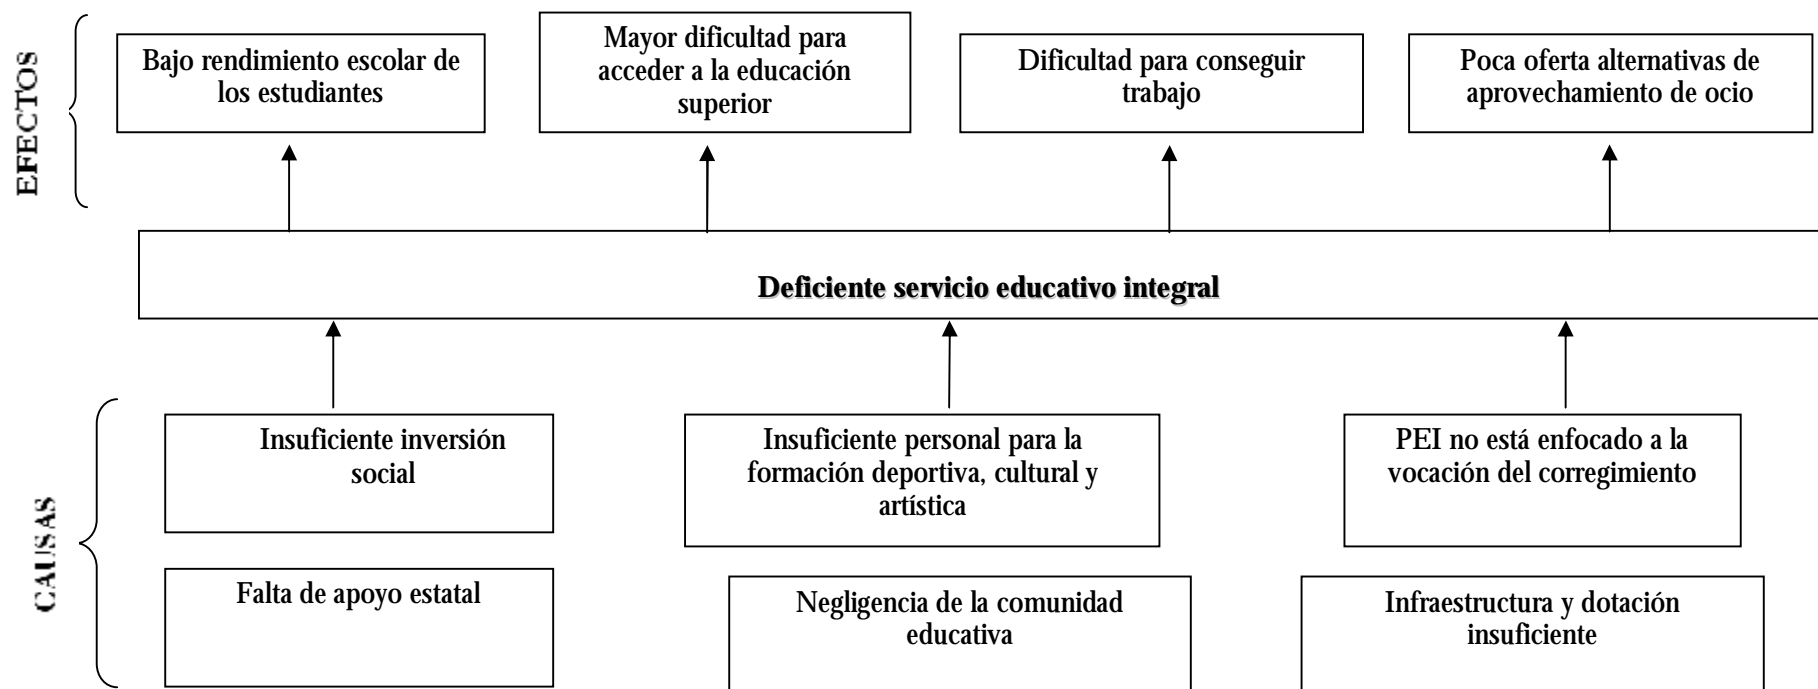 EFECTOS
Bajo rendimiento escolar de
los estudiantes
Mayor dificultad para
acceder a la educación
superior
Dificultad para conseguir
trabajo
Poca oferta alternativas de
aprovechamiento de ocio
Deficiente servicio educativo integral
CAUSAS
Insuficiente inversión
social
Insuficiente personal para la
formación deportiva, cultural y
artística
PEI no está enfocado a la
vocación del corregimiento
Falta de apoyo estatal
Negligencia de la comunidad
educativa
Infraestructura y dotación
insuficiente